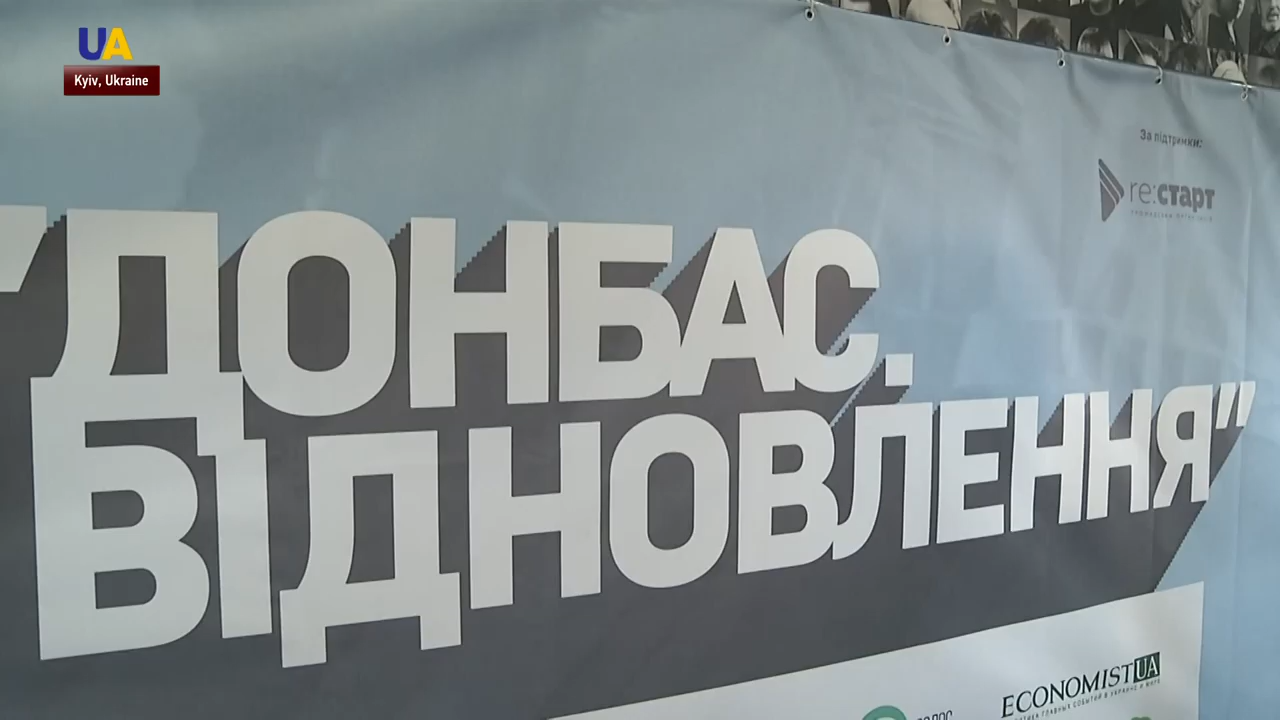 UA
Kyiv, Ukraine
За підтримки:
re:старт
"ДОНБАС.
ВІДНОВЛЕННЯ"
ECONOMISTUA